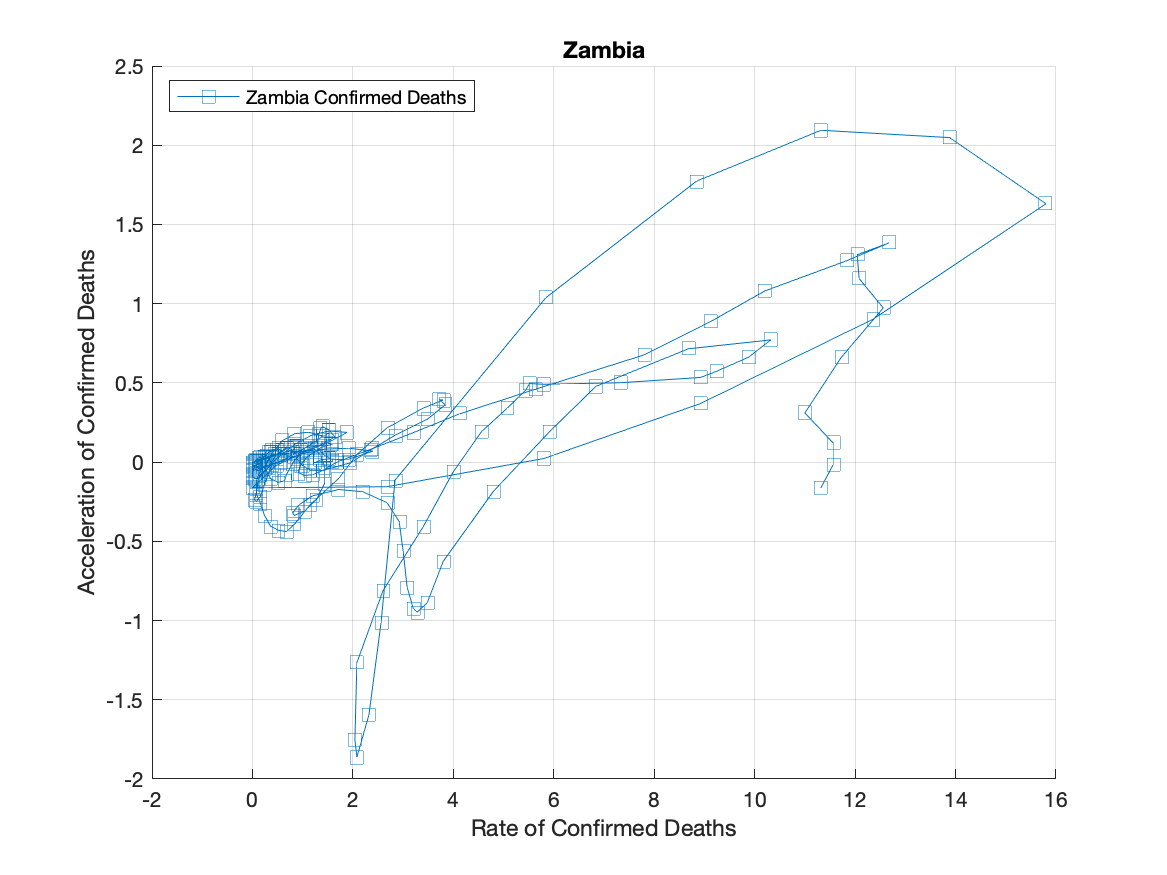 Zambia
2.5
Zambia Confirmed Deaths
2
1.5
1
0.5
0
-0.5
-1
-1.5
-2
Acceleration of Confirmed Deaths
-2 0 2 4 6 8 10 12 14 16
Rate of Confirmed Deaths